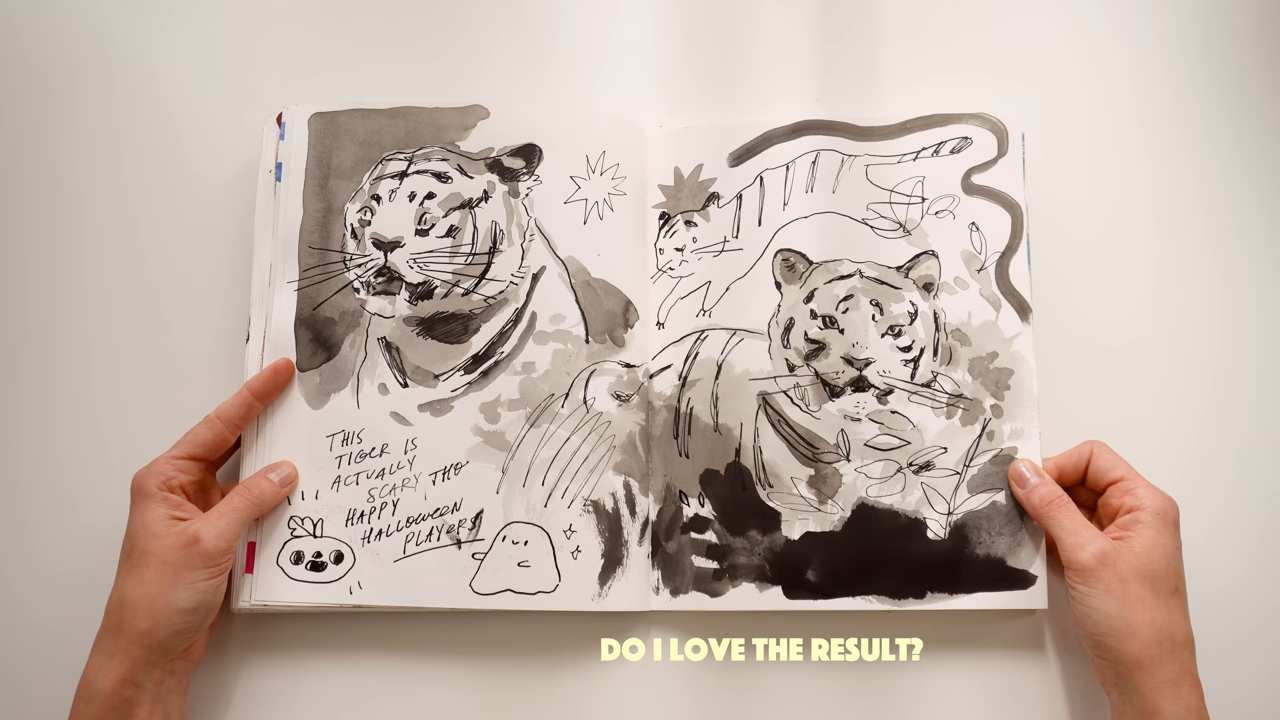 THIS
TIGER IS
ACTUALLY
SCARY THO
HAPPY
HALLOWEEN
PLAYERS
DO I LOVE THE RESULT?